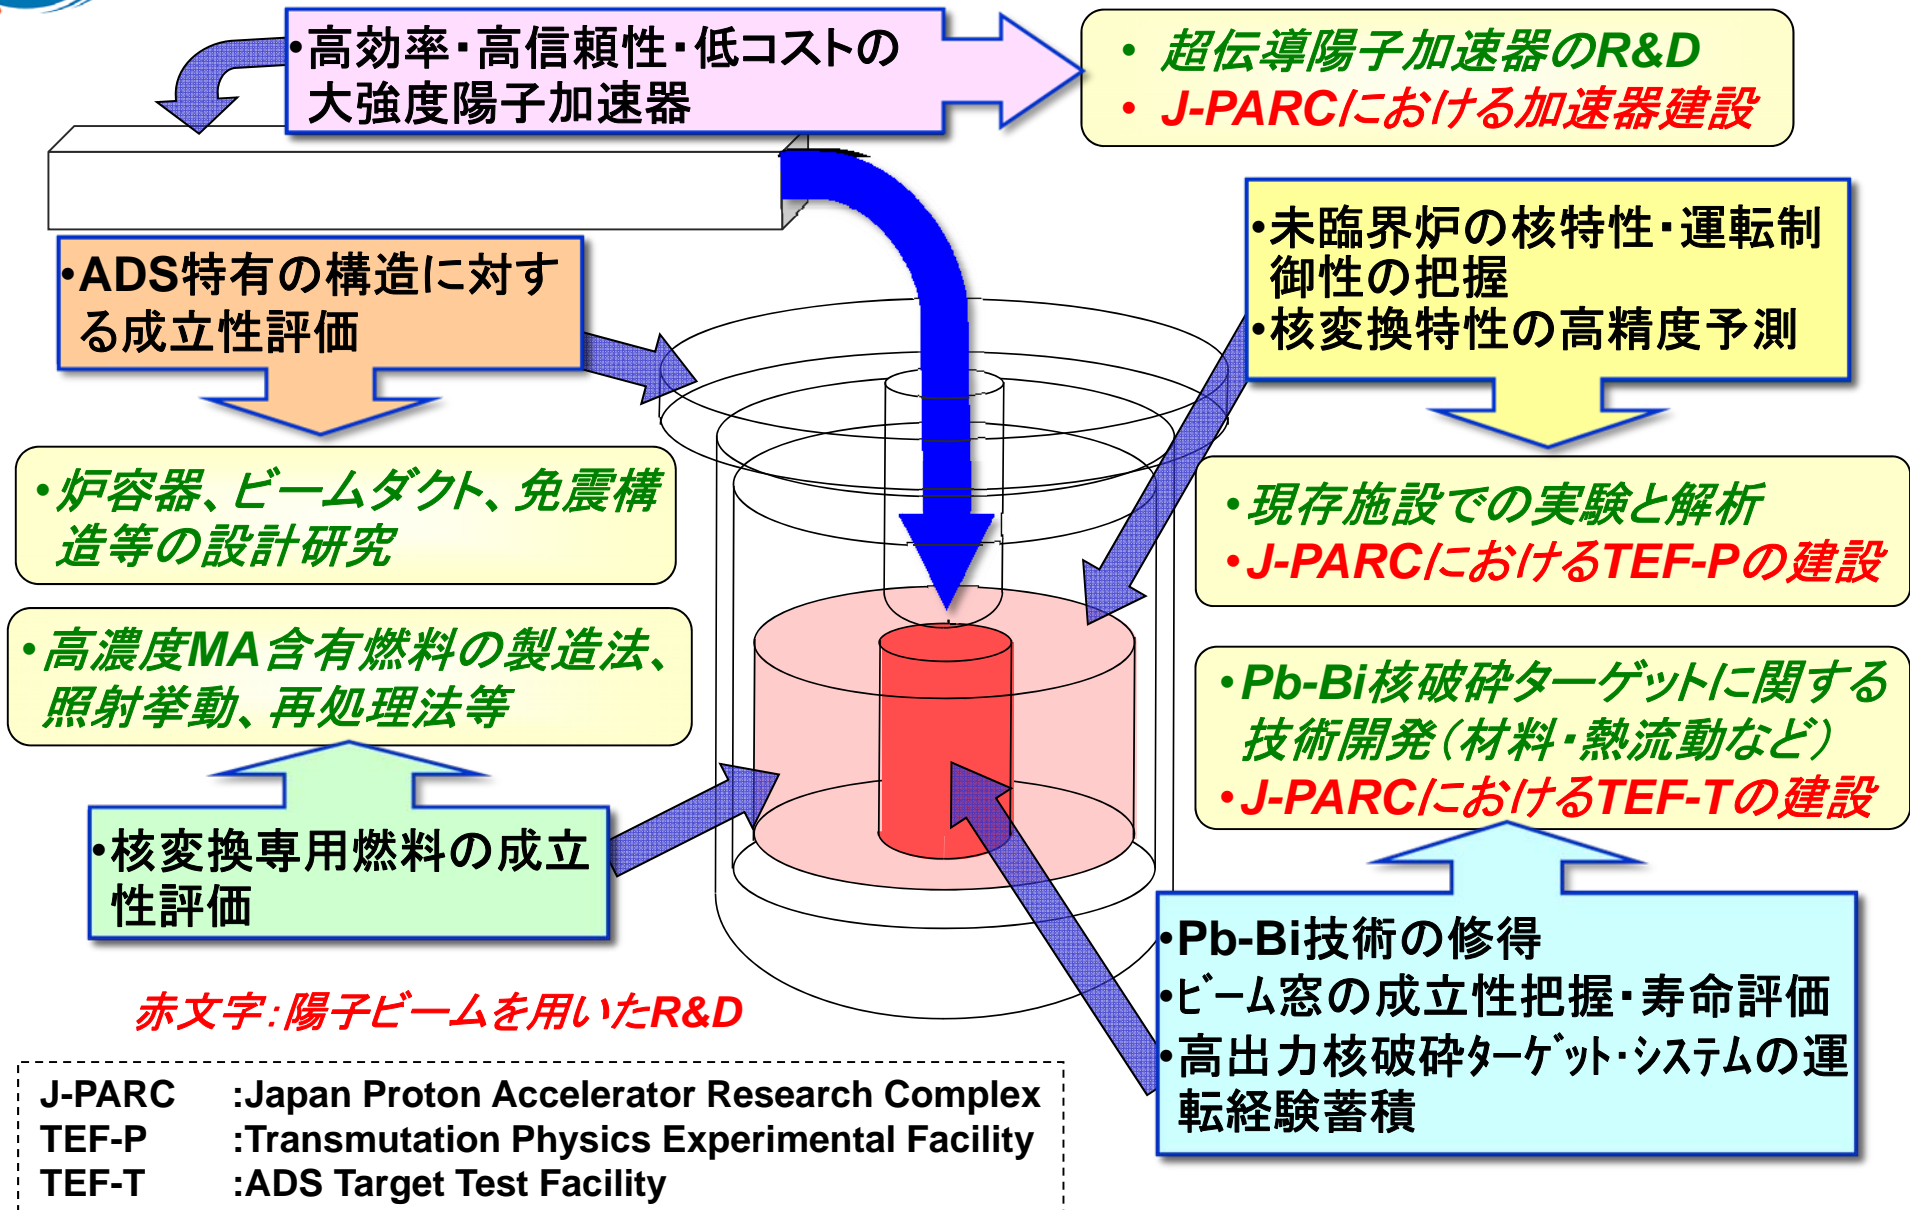 •高効率・高信頼性・低コストの
大強度陽子加速器
• 超伝導陽子加速器のR&D
• J-PARCにおける加速器建設
•ADS特有の構造に対す
る成立性評価
•未臨界炉の核特性・運転制
御性の把握
•核変換特性の高精度予測
•炉容器、ビームダクト、免震構
造等の設計研究
•現存施設での実験と解析
•J-PARCにおけるTEF-Pの建設
•高濃度MA含有燃料の製造法、
照射挙動、再処理法等
•Pb-Bi核破砕ターゲットに関する
技術開発(材料・熱流動など)
•J-PARCにおけるTEF-Tの建設
•核変換専用燃料の成立
性評価
•Pb-Bi技術の修得
•ビーム窓の成立性把握・寿命評価
•高出力核破砕ターゲット・システムの運
転経験蓄積
赤文字:陽子ビームを用いたR&D
J-PARC :Japan Proton Accelerator Research Complex
TEF-P :Transmutation Physics Experimental Facility
TEF-T :ADS Target Test Facility